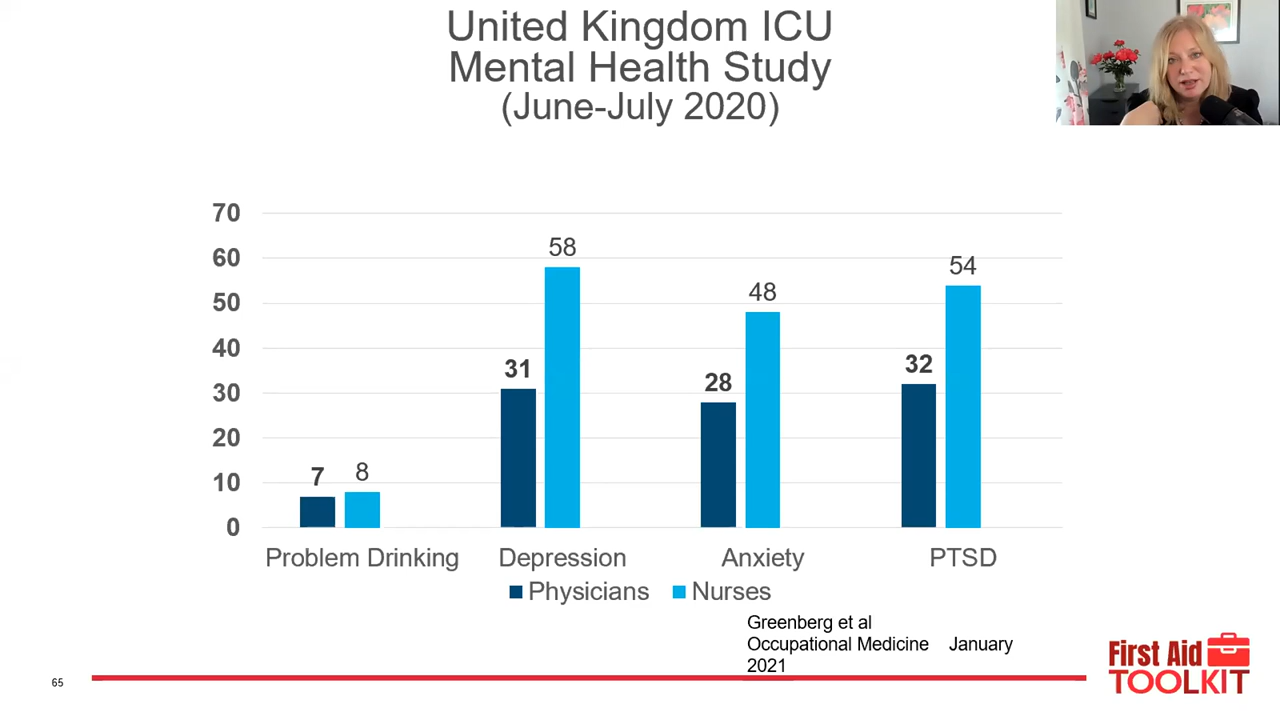 United Kingdom ICU
Mental Health Study
(June-July 2020)
70
60
50
40
30
20
10
0
7
8
31
58
28
48
32
54
Problem Drinking
Depression
Anxiety
PTSD
Physicians
Nurses
Greenberg et al
Occupational Medicine January
2021
65
First Aid
TOOLKIT